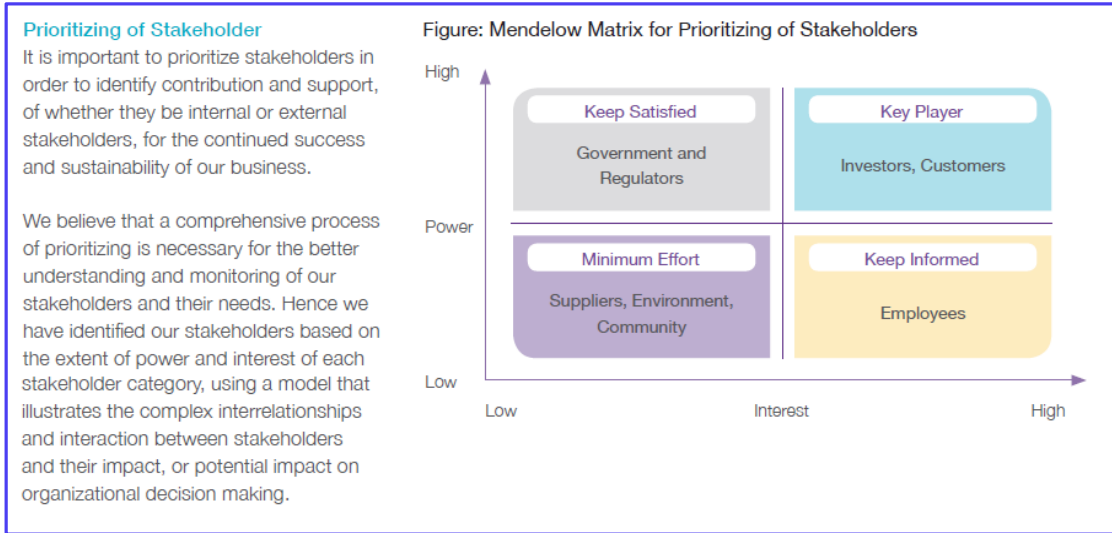 Prioritizing of Stakeholder
It is important to prioritize stakeholders in
order to identify contribution and support,
of whether they be internal or external
stakeholders, for the continued success
and sustainability of our business.
We believe that a comprehensive process
of prioritizing is necessary for the better
understanding and monitoring of our
stakeholders and their needs. Hence we
have identified our stakeholders based on
the extent of power and interest of each
stakeholder category, using a model that
illustrates the complex interrelationships
and interaction between stakeholders
and their impact, or potential impact on
organizational decision making.
Figure: Mendelow Matrix for Prioritizing of Stakeholders
High
Keep Satisfied
Government and
Regulators
Key Player
Investors, Customers
Power
Minimum Effort
Suppliers, Environment,
Community
Keep Informed
Employees
Low
Low
Interest
High